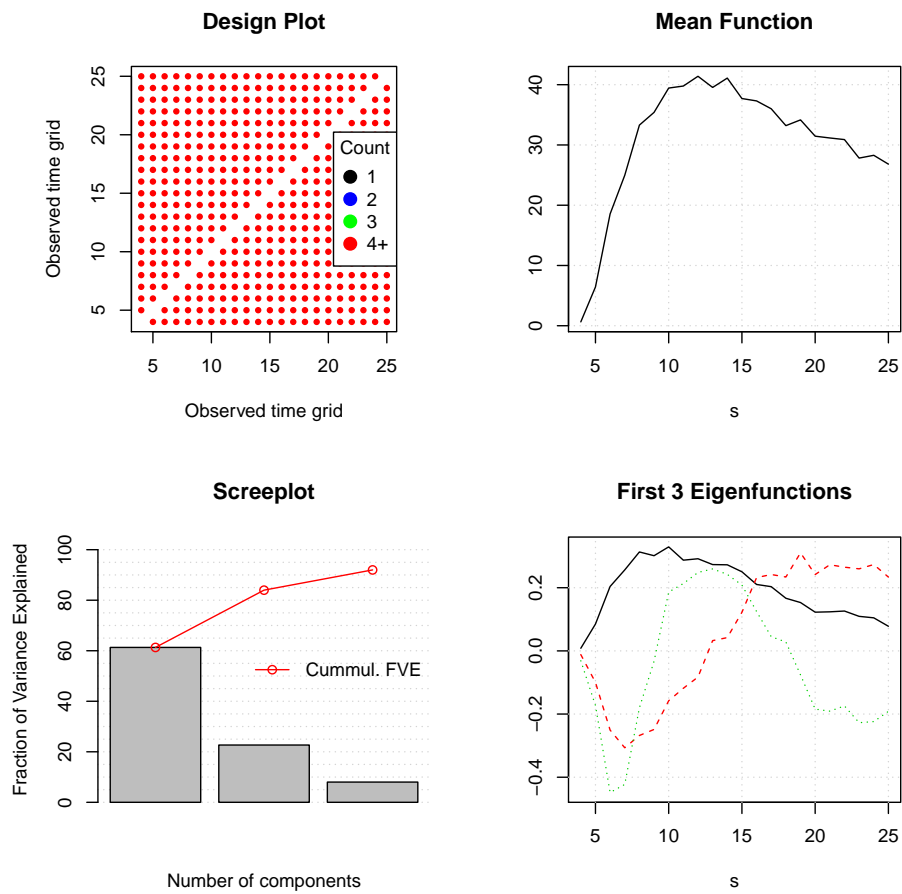 Design Plot
Observed time grid
25
20
15
10
5
Count
1
2
3
4+
5 10 15 20 25
Observed time grid
Mean Function
40
30
20
10
0
5 10 15 20 25
s
Screeplot
Fraction of Variance Explained
100
80
60
40
20
0
Cummul. FVE
Number of components
First 3 Eigenfunctions
0.2
0.0
−0.2
−0.4
5 10 15 20 25
s